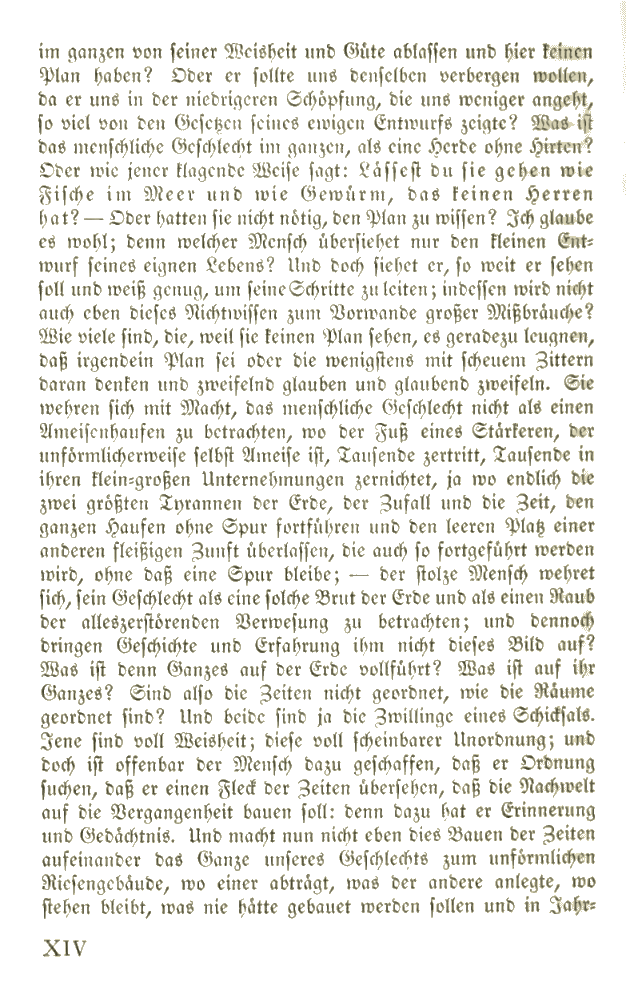 im ganzen von seiner Weisheit und Güte ablassen und hier keinen
Plan haben? Oder er sollte uns denselben verbergen wollen,
da er uns in der niedrigeren Schöpfung, die uns weniger angeht,
so viel von den Gesetzen seines ewigen Entwurfs zeigte? Was ist
das menschliche Geschlecht im ganzen, als eine Herde ohne Hirten?
Oder wie jener klagende Weise sagt: Lässest du sie gehen wie
Fische im Meer und wie Gewürm, das keinen Herren
hat? — Oder hatten sie nicht nötig, den Plan zu wissen? Ich glaube
es wohl; denn welcher Mensch übersiehet nur den kleinen Ent-
wurf seines eignen Lebens? Und doch siehet er, so weit er sehen
soll und weiß genug, um seine Schritte zu leiten; indessen wird nicht
auch eben dieses Nichtwissen zum Vorwande großer Mißbräuche?
Wie viele sind, die, weil sie keinen Plan sehen, es geradezu leugnen,
daß irgendein Plan sei oder die wenigstens mit scheuem Zittern
daran denken und zweifelnd glauben und glaubend zweifeln. Sie
wehren sich mit Macht, das menschliche Geschlecht nicht als einen
Ameisenhaufen zu betrachten, wo der Fuß eines Stärkeren, der
unförmlicherweise selbst Ameise ist, Tausende zertritt, Tausende in
ihren klein-großen Unternehmungen zernichtet, ja wo endlich die
zwei größten Tyrannen der Erde, der Zufall und die Zeit, den
ganzen Haufen ohne Spur fortführen und den leeren Platz einer
anderen fleißigen Zunft überlassen, die auch so fortgeführt werden
wird, ohne daß eine Spur bleibe; — der stolze Mensch wehret
sich, sein Geschlecht als eine solche Brut der Erde und als einen Raub
der alleszerstörenden Verwesung zu betrachten; und dennoch
dringen Geschichte und Erfahrung ihm nicht dieses Bild auf?
Was ist denn Ganzes auf der Erde vollführt? Was ist auf ihr
Ganzes? Sind also die Zeiten nicht geordnet, wie die Räume
geordnet sind? Und beide sind ja die Zwillinge eines Schicksals.
Jene sind voll Weisheit; diese voll scheinbarer Unordnung; und
doch ist offenbar der Mensch dazu geschaffen, daß er Ordnung
suchen, daß er einen Fleck der Zeiten übersehen, daß die Nachwelt
auf die Vergangenheit bauen soll: denn dazu hat er Erinnerung
und Gedächtnis. Und macht nun nicht eben dies Bauen der Zeiten
aufeinander das Ganze unseres Geschlechts zum unförmlichen
Riesengebäude, wo einer abträgt, was der andere anlegte, wo
stehen bleibt, was nie hätte gebauet werden sollen und in Jahr-
XIV